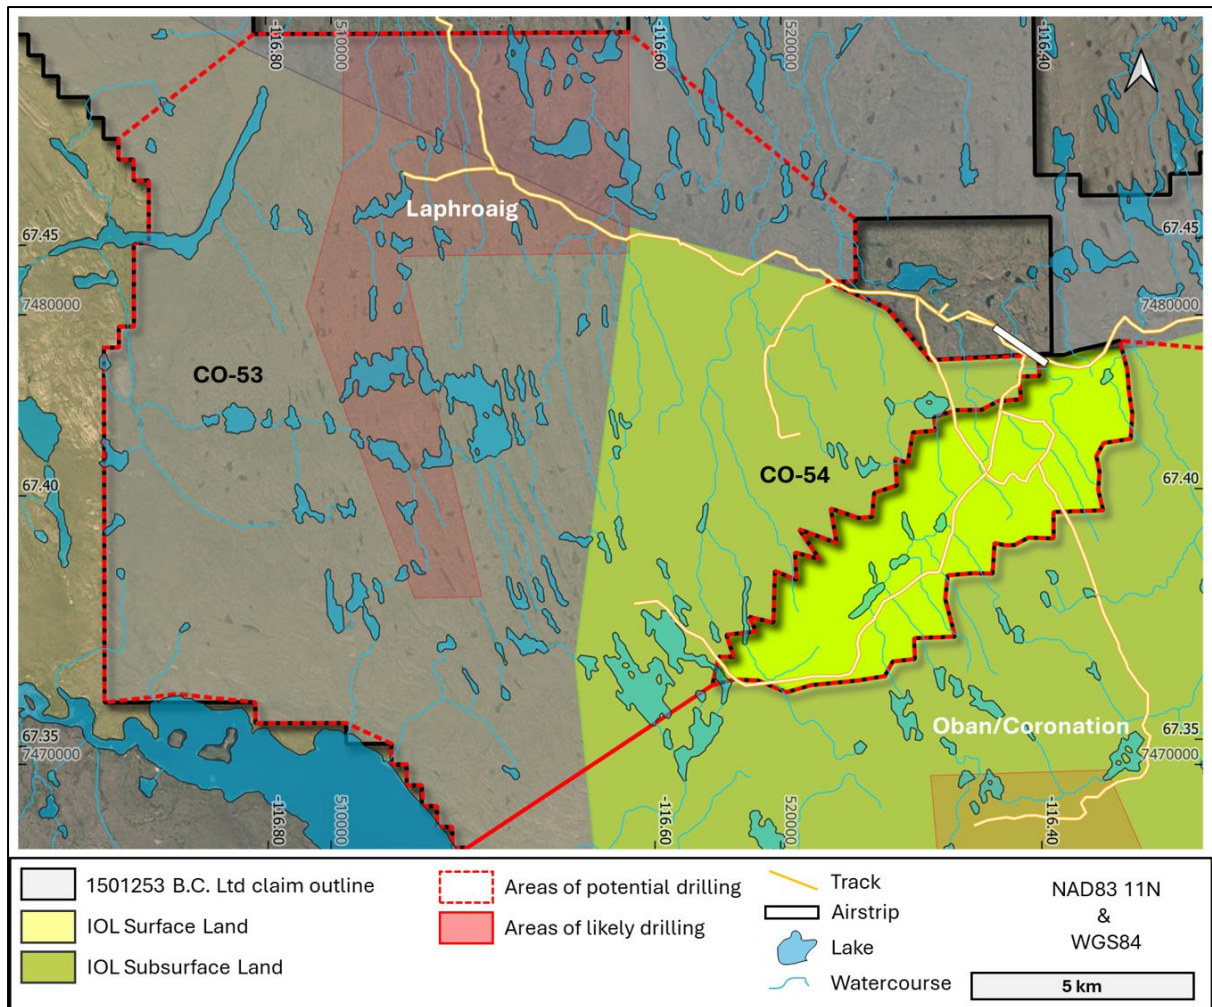 -116.80
510000
-116.60
520000
-116.40
67.45
67.45
Laphroaig
7480000
7480000
CO-53
CO-54
67.40
67.40
Oban/Coronation
67.35
67.35
7470000
7470000
-116.80
510000
-116.60
520000
-116.40
1501253 B.C. Ltd claim outline
IOL Surface Land
IOL Subsurface Land
Areas of potential drilling
Areas of likely drilling
Track
Airstrip
Lake
Watercourse
NAD83 11N
&
WGS84
5 km